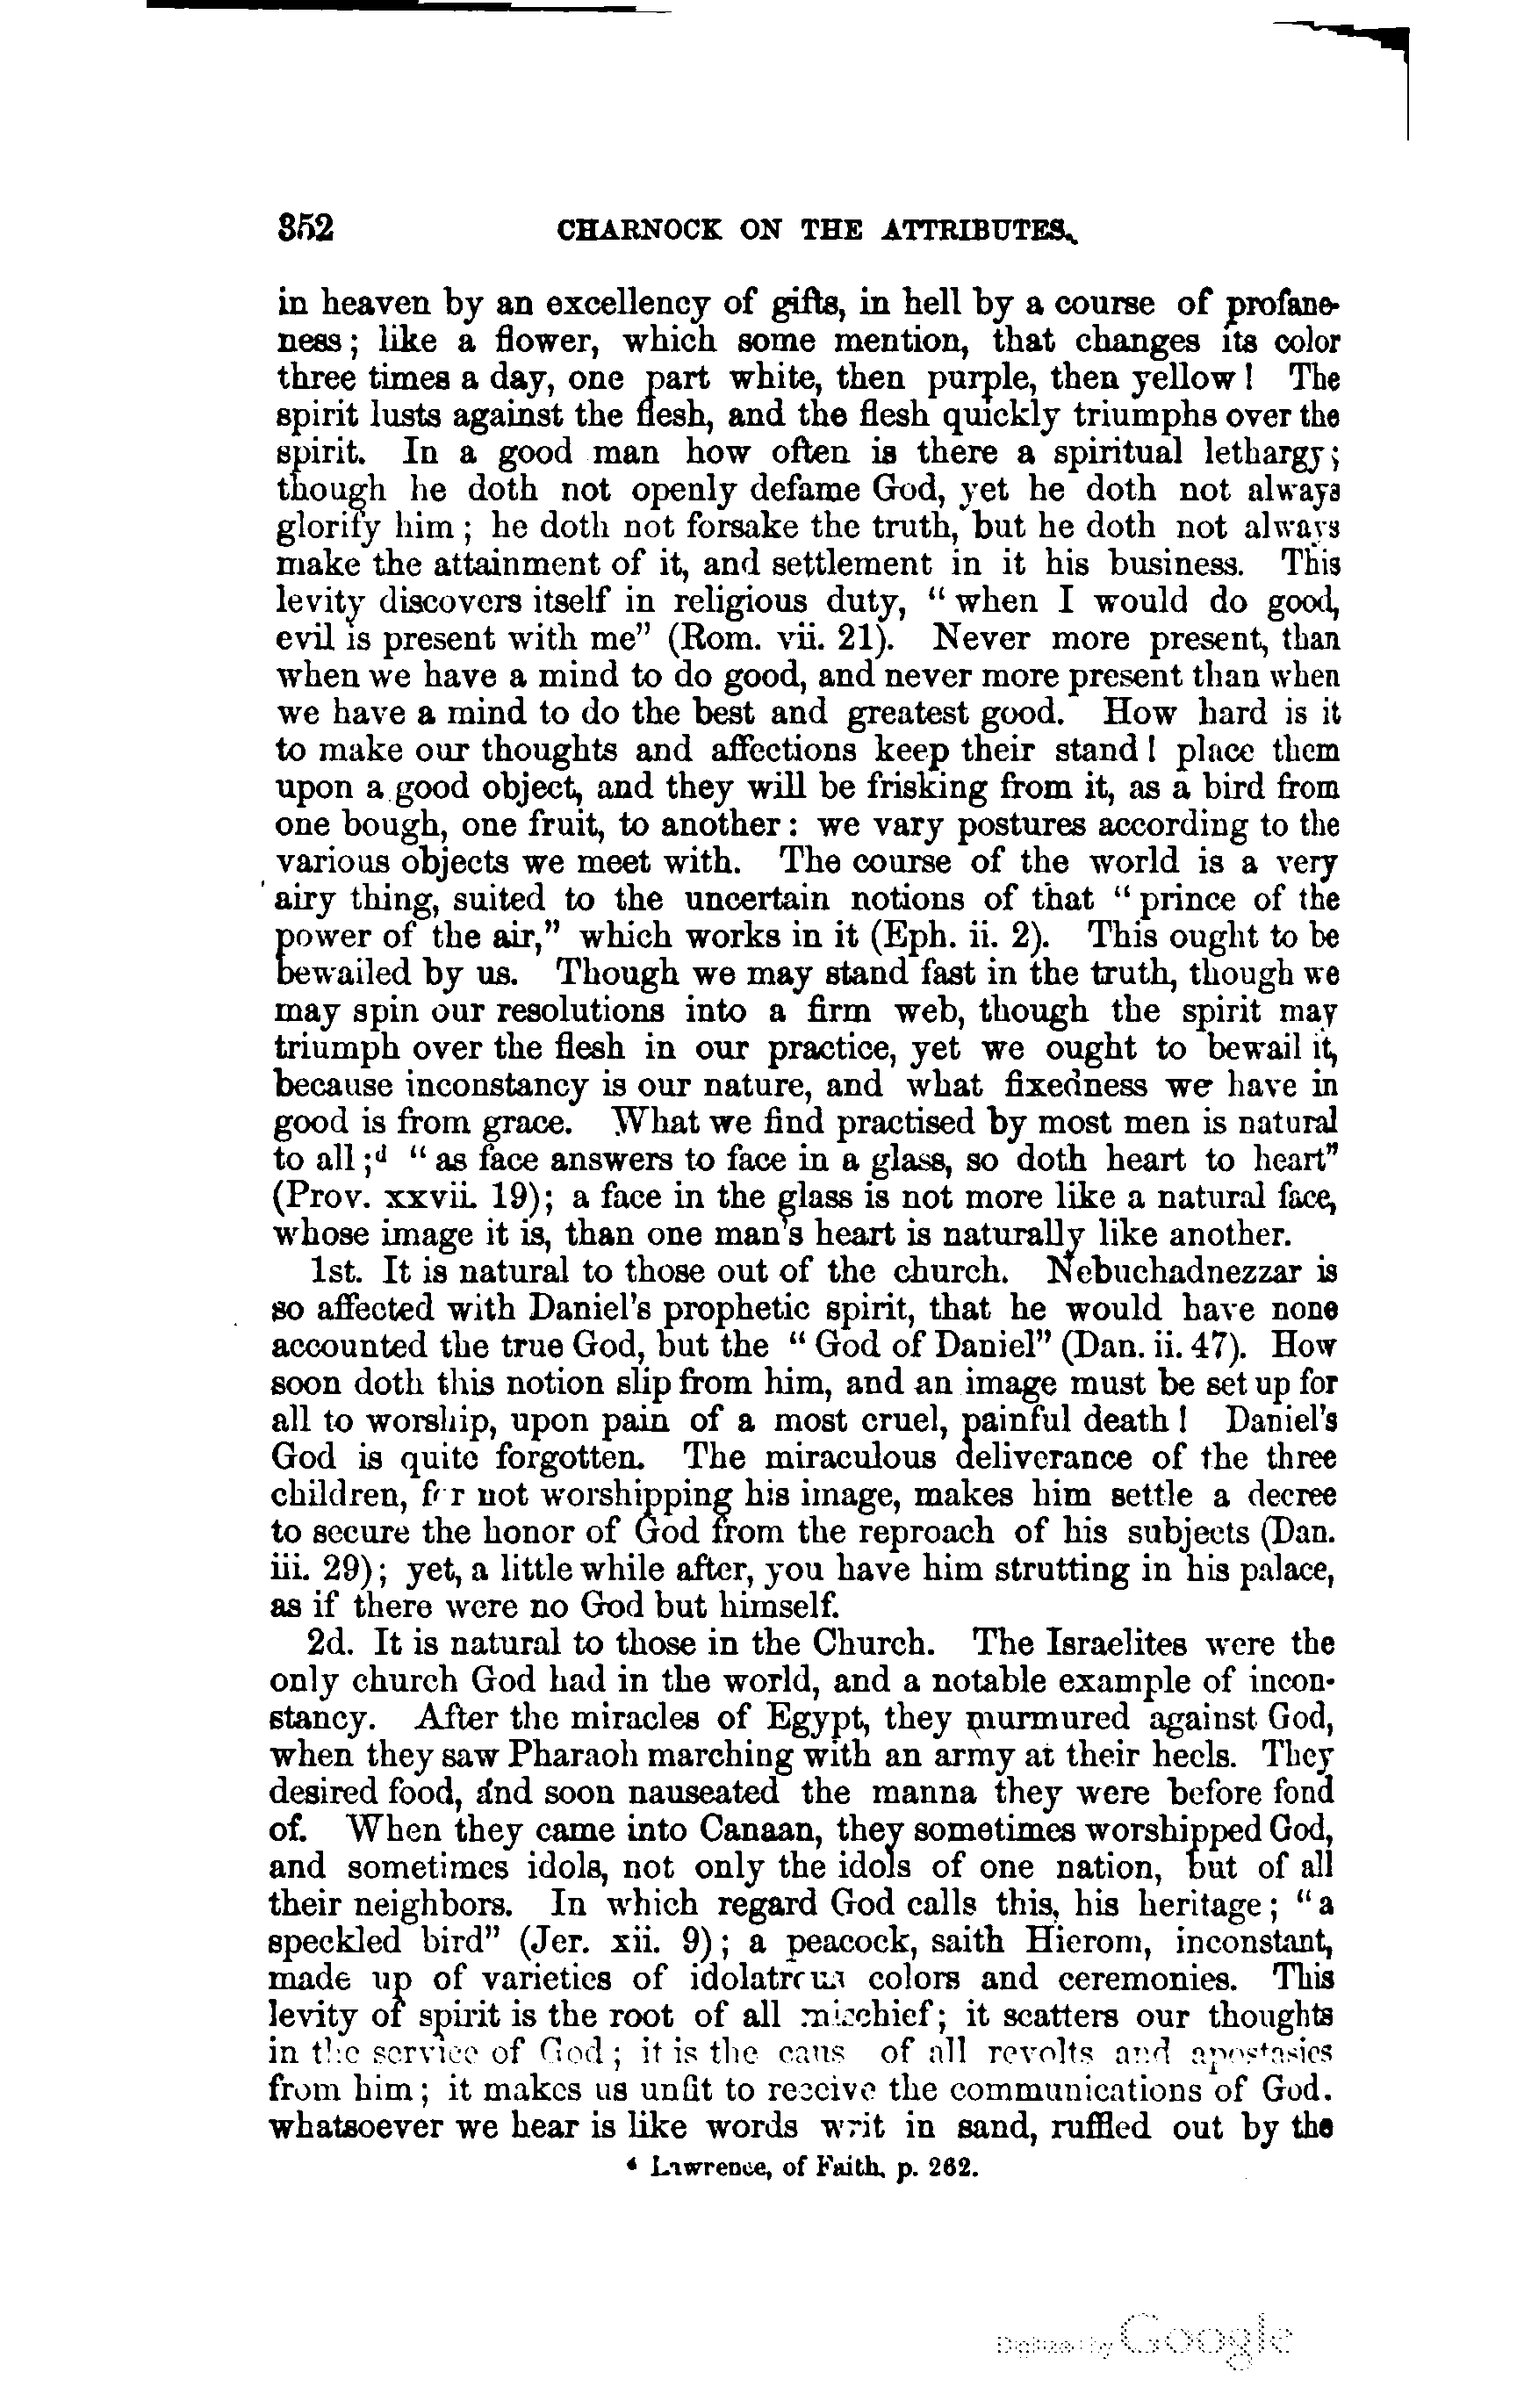 352 CHARNOCK ON THE ATTRIBUTES.
in heaven by an excellency of gifts, in hell by a course of profane-
ness; like a flower, which some mention, that changes its color
three times a day, one part white, then purple, then yellow! The
spirit lusts against the flesh, and the flesh quickly triumphs over the
spirit. In a good man how often is there a spiritual lethargy;
though he doth not openly defame God, yet he doth not always
glorify him; he doth not forsake the truth, but he doth not always
make the attainment of it, and settlement in it his business. This
levity discovers itself in religious duty, "when I would do good,
evil is present with me" (Rom. vii. 21). Never more present, than
when we have a mind to do good, and never more present than when
we have a mind to do the best and greatest good. How hard is it
to make our thoughts and affections keep their stand! place them
upon a good object, and they will be frisking from it, as a bird from
one bough, one fruit, to another: we vary postures according to the
various objects we meet with. The course of the world is a very
airy thing, suited to the uncertain notions of that "prince of the
power of the air," which works in it (Eph. ii. 2). This ought to be
bewailed by us. Though we may stand fast in the truth, though we
may spin our resolutions into a firm web, though the spirit may
triumph over the flesh in our practice, yet we ought to bewail it,
because inconstancy is our nature, and what fixedness we have in
good is from grace. What we find practised by most men is natural
to all;d "as face answers to face in a glass, so doth heart to heart"
(Prov. xxvii. 19); a face in the glass is not more like a natural face,
whose image it is, than one man's heart is naturally like another.
1st. It is natural to those out of the church. Nebuchadnezzar is
so affected with Daniel's prophetic spirit, that he would have none
accounted the true God, but the "God of Daniel" (Dan. ii. 47). How
soon doth this notion slip from him, and an image must be set up for
all to worship, upon pain of a most cruel, painful death! Daniel's
God is quite forgotten. The miraculous deliverance of the three
children, for not worshipping his image, makes him settle a decree
to secure the honor of God from the reproach of his subjects (Dan.
iii. 29); yet, a little while after, you have him strutting in his palace,
as if there were no God but himself.
2d. It is natural to those in the Church. The Israelites were the
only church God had in the world, and a notable example of incon-
stancy. After the miracles of Egypt, they murmured against God,
when they saw Pharaoh marching with an army at their heels. They
desired food, and soon nauseated the manna they were before fond
of. When they came into Canaan, they sometimes worshipped God,
and sometimes idols, not only the idols of one nation, but of all
their neighbors. In which regard God calls this, his heritage; "a
speckled bird" (Jer. xii. 9); a peacock, saith Hierom, inconstant,
made up of varieties of idolatrous colors and ceremonies. This
levity of spirit is the root of all mischief; it scatters our thoughts
in the service of God; it is the caus of all revolts and apostasies
from him; it makes us unfit to receive the communications of God.
whatsoever we hear is like words writ in sand, ruffled out by the
d Lawrence, of Faith, p. 262.
Digitized by Google